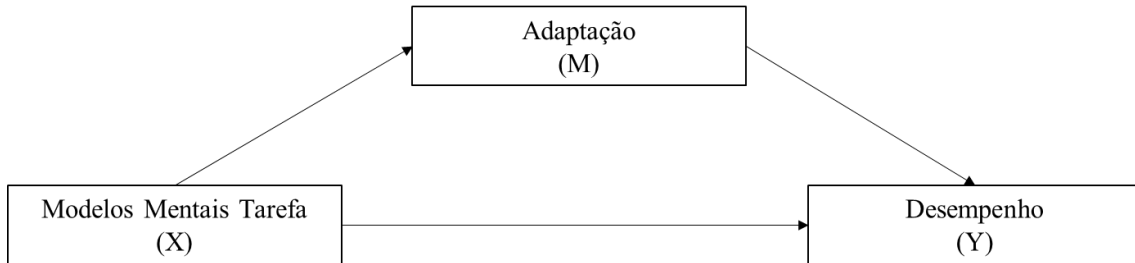 Adaptação
(M)
Modelos Mentais Tarefa
(X)
Desempenho
(Y)